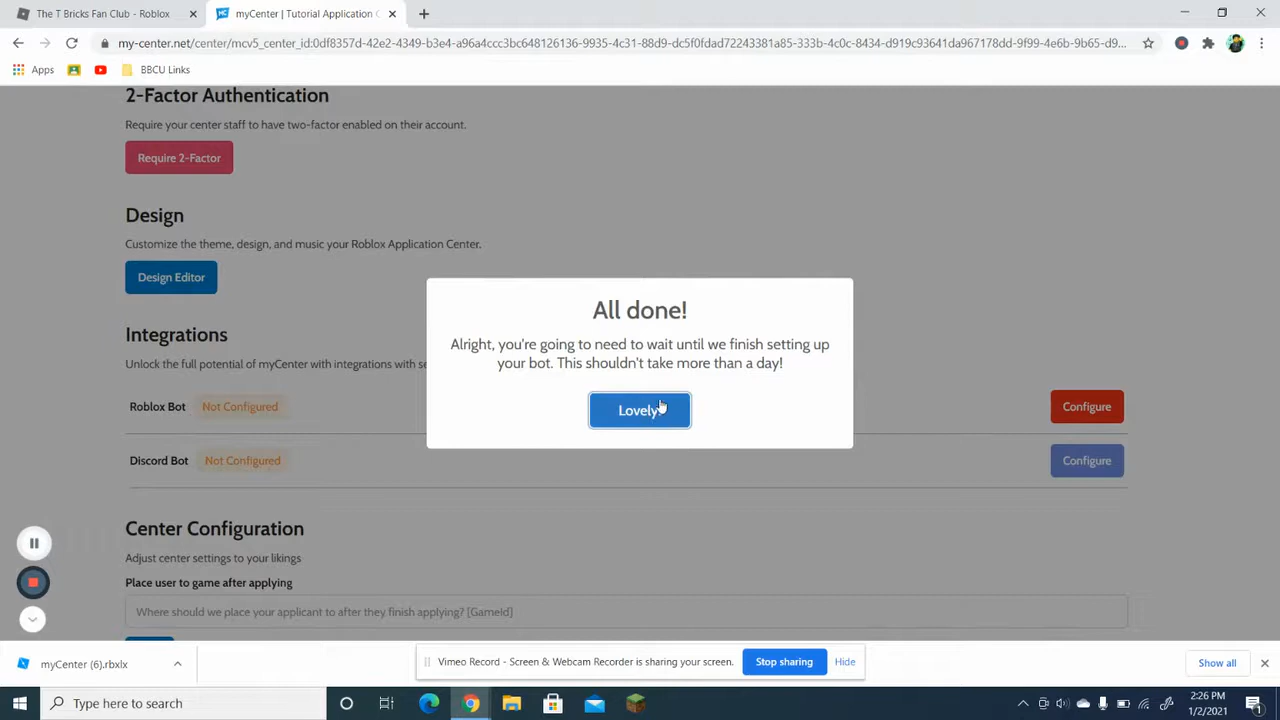 The T Bricks Fan Club - Roblox
myCenter | Tutorial Application C
my-center.net/center/mcv5_center_id:0df8357d-42e2-4349-b3e4-a96a4ccc3bc648126136-9935-4c31-88d9-dc5f0fdad72243381a85-333b-4c0c-8434-d919c93641da967178dd-9f99-4e6b-9b65-d9...
Apps
BBCU Links
2-Factor Authentication
Require your center staff to have two-factor enabled on their account.
Require 2-Factor
Design
Customize the theme, design, and music your Roblox Application Center.
Design Editor
All done!
Alright, you're going to need to wait until we finish setting up
your bot. This shouldn't take more than a day!
Lovely!
Integrations
Unlock the full potential of myCenter with integrations with se
Roblox Bot Not Configured Configure
Discord Bot Not Configured Configure
Center Configuration
Adjust center settings to your likings
Place user to game after applying
Where should we place your applicant to after they finish applying? [GameId]
myCenter (6).rbxlx
Vimeo Record - Screen & Webcam Recorder is sharing your screen.
Stop sharing
Hide
Show all
Type here to search
2:26 PM
1/2/2021
1